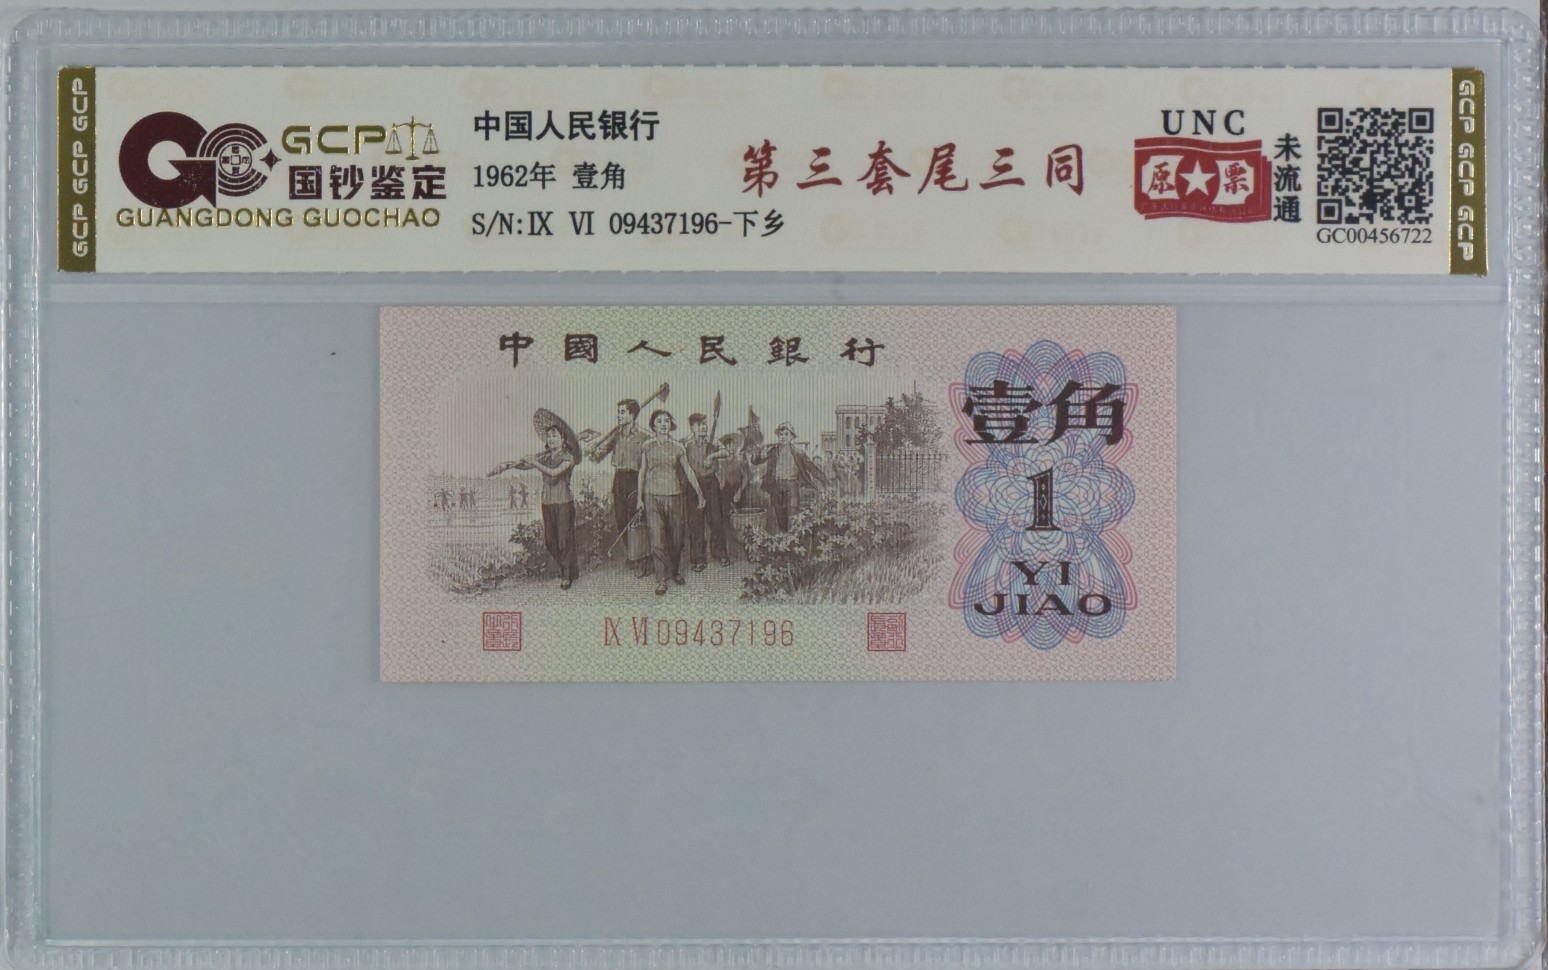 GCP GCP GCP
GCP
国钞鉴定
GUANGDONG GUOCHAO
中国人民银行
1962年 壹角
S/N:Ⅸ Ⅵ 09437196-下乡
第三套尾三同
UNC
原票
未流通
GC00456722
GCP GCP GCP
中國人民銀行
壹角
1
YI
JIAO
Ⅸ Ⅵ 09437196